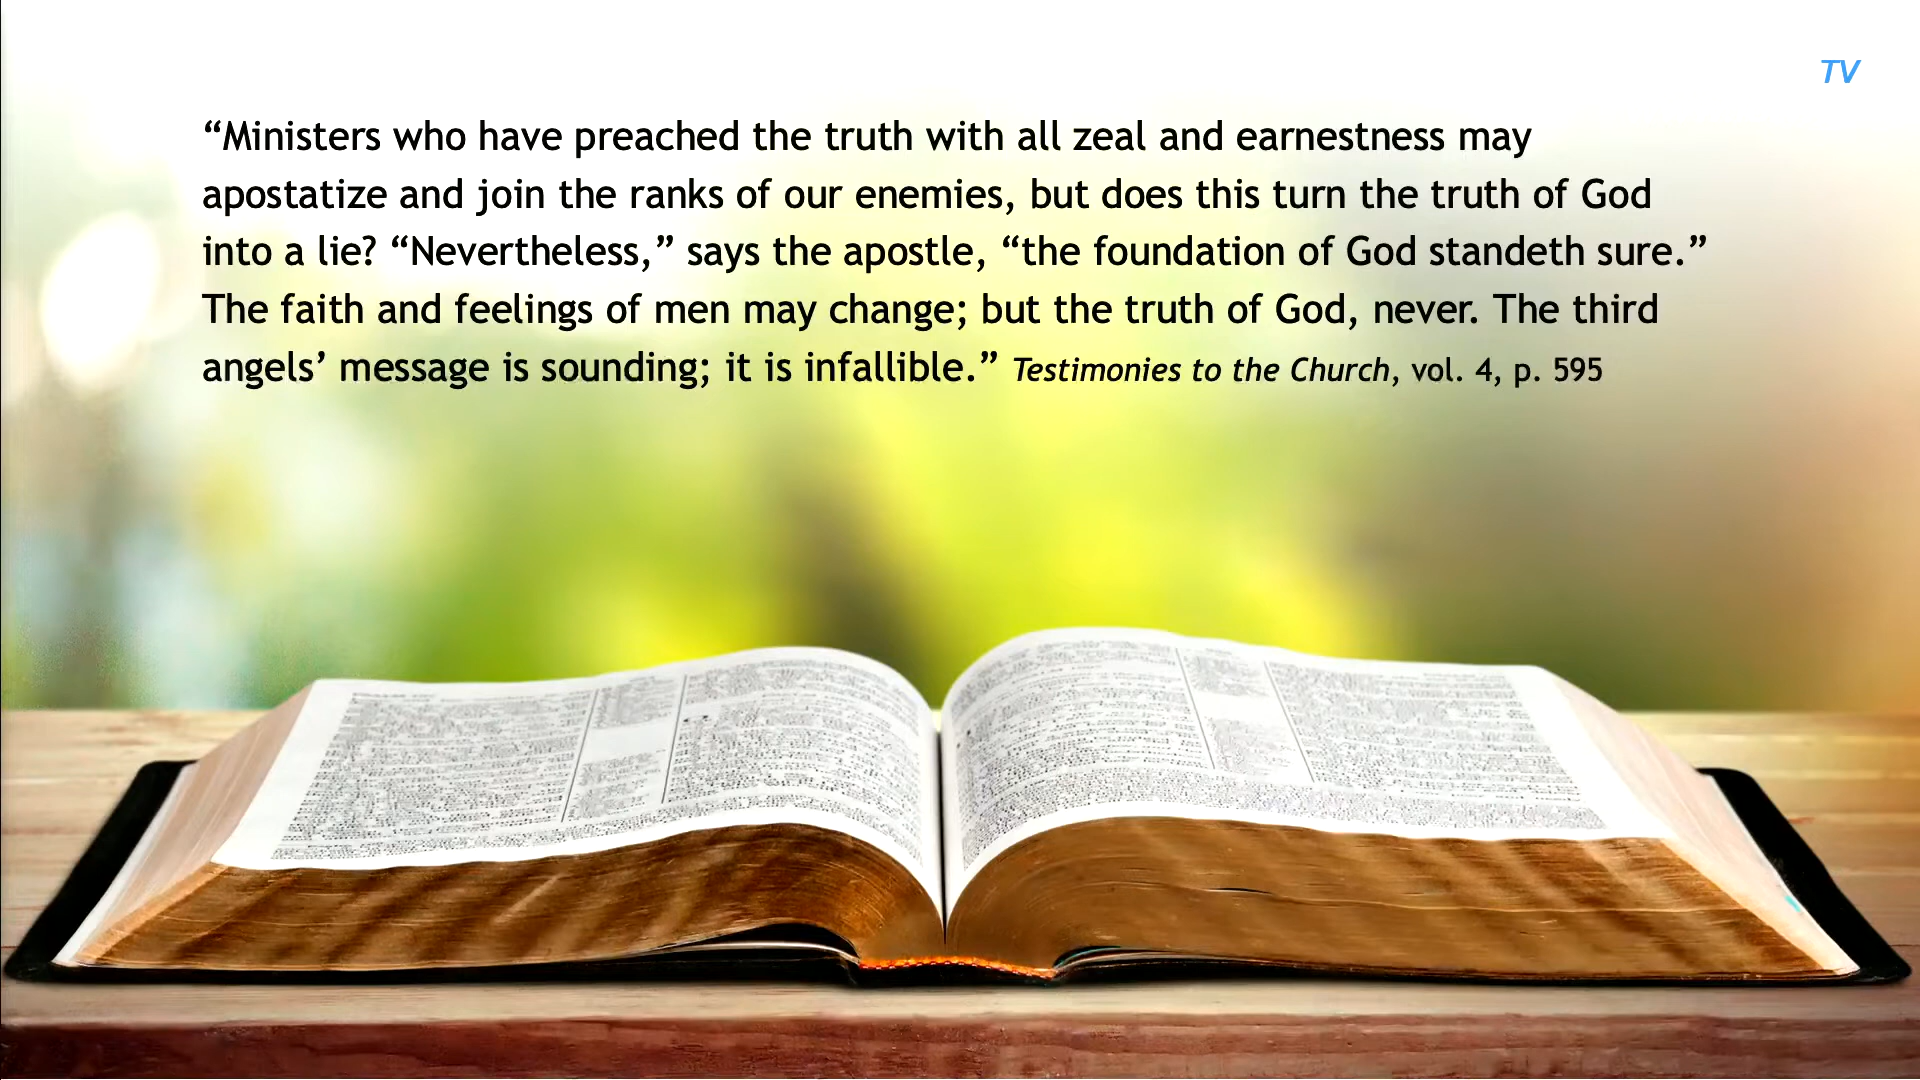 TV
“Ministers who have preached the truth with all zeal and earnestness may
apostatize and join the ranks of our enemies, but does this turn the truth of God
into a lie? “Nevertheless,” says the apostle, “the foundation of God standeth sure.”
The faith and feelings of men may change; but the truth of God, never. The third
angels’ message is sounding; it is infallible.” Testimonies to the Church, vol. 4, p. 595